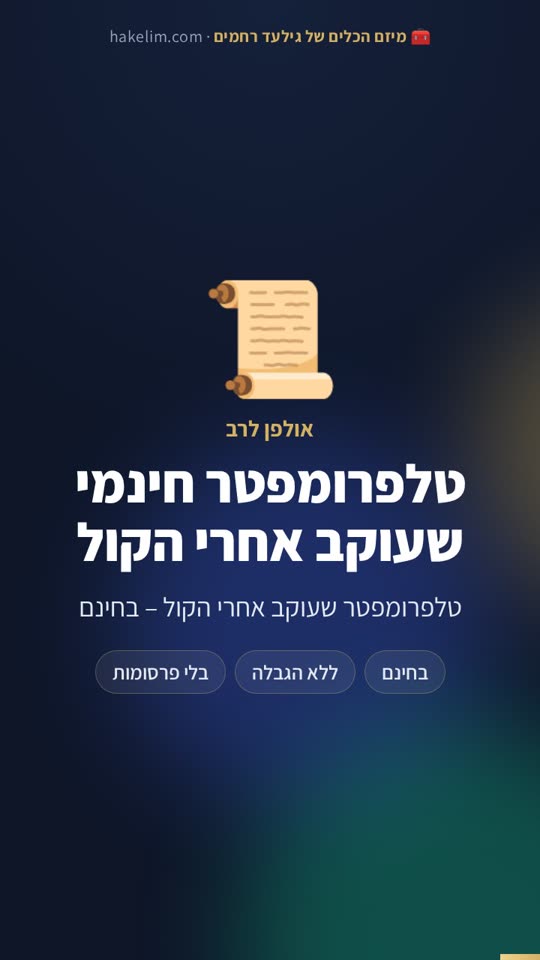 🧰 מיזם הכלים של גילעד רחמים · hakelim.com
אולפן לרב
טלפרומפטר חינמי
שעוקב אחרי הקול
טלפרומפטר שעוקב אחרי הקול – בחינם
בחינם
ללא הגבלה
בלי פרסומות